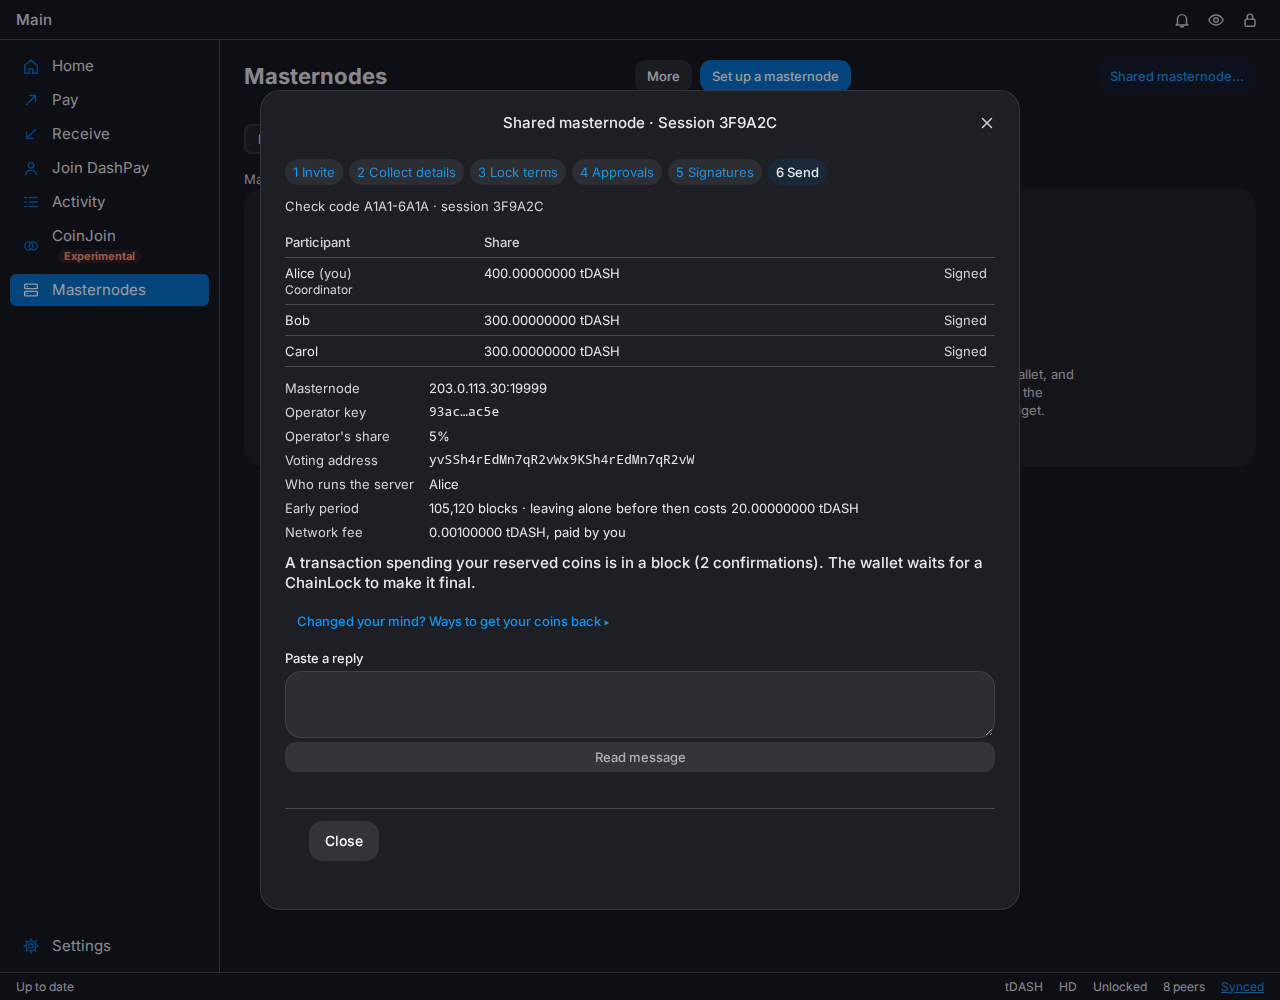 Main
Home
Pay
Receive
Join DashPay
Activity
CoinJoin
Experimental
Masternodes
Settings
Masternodes
More
Set up a masternode
Shared masternode...
Ma
allet, and
the
get.
Shared masternode · Session 3F9A2C
1 Invite
2 Collect details
3 Lock terms
4 Approvals
5 Signatures
6 Send
Check code A1A1-6A1A · session 3F9A2C
Participant Share
Alice (you) 400.00000000 tDASH Signed
Coordinator
Bob 300.00000000 tDASH Signed
Carol 300.00000000 tDASH Signed
Masternode 203.0.113.30:19999
Operator key 93ac…ac5e
Operator's share 5%
Voting address yvSSh4rEdMn7qR2vWx9KSh4rEdMn7qR2vW
Who runs the server Alice
Early period 105,120 blocks · leaving alone before then costs 20.00000000 tDASH
Network fee 0.00100000 tDASH, paid by you
A transaction spending your reserved coins is in a block (2 confirmations). The wallet waits for a
ChainLock to make it final.
Changed your mind? Ways to get your coins back ▸
Paste a reply
Read message
Close
Up to date
tDASH HD Unlocked 8 peers Synced